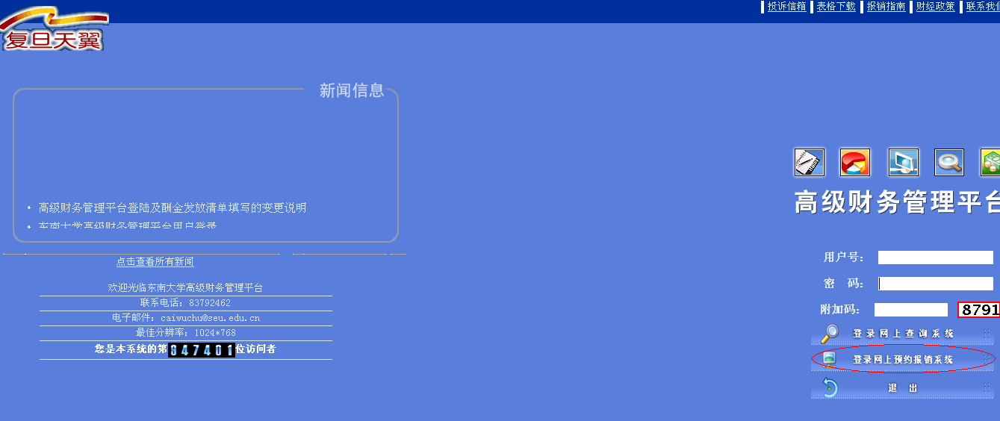 投诉信箱 表格下载 报销指南 财经政策 联系我
复旦天翼
新闻信息
• 高级财务管理平台登陆及酬金发放清单填写的变更说明
• 东南大学高级财务管理平台用户登录
点击查看所有新闻
欢迎光临东南大学高级财务管理平台
联系电话: 83792462
电子邮件: caiwuchu@seu.edu.cn
最佳分辨率: 1024*768
您是本系统的第947401位访问者
高级财务管理平台
用户号:
密 码:
附加码: 8791
登录网上查询系统
登录网上预约报销系统
退 出